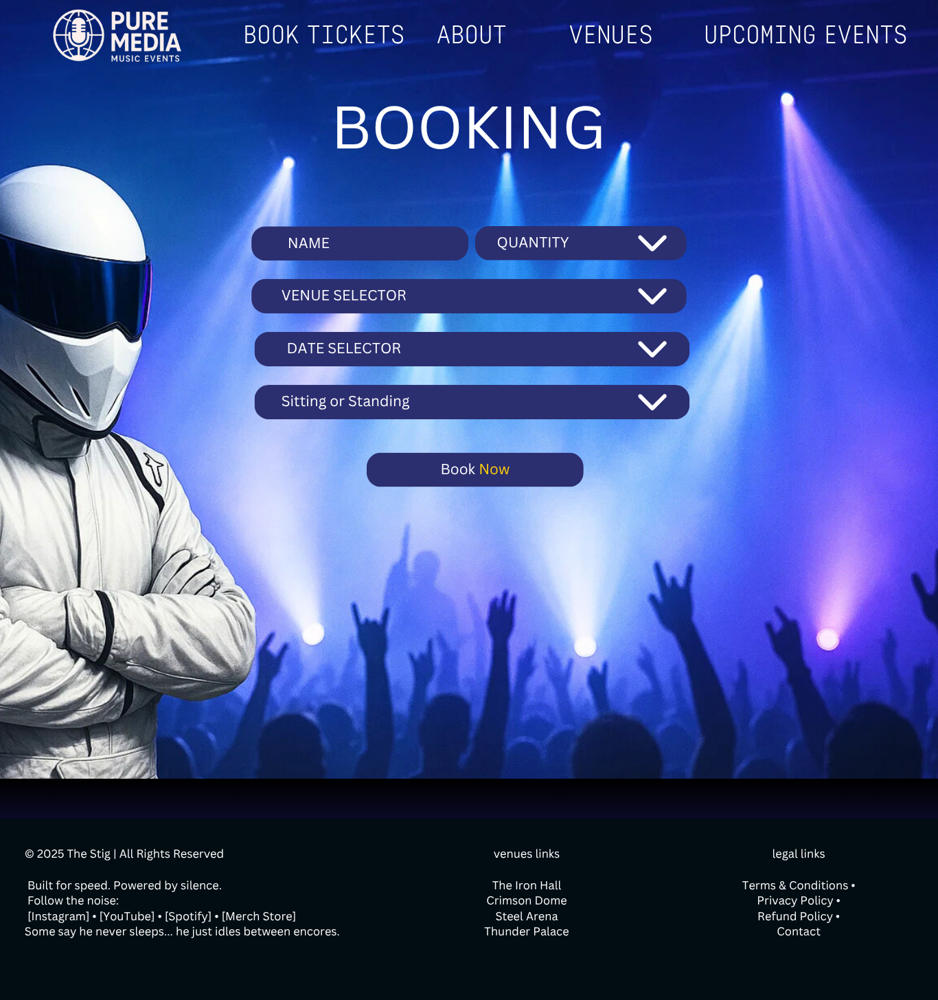 PURE
MEDIA
MUSIC EVENTS
BOOK TICKETS ABOUT VENUES UPCOMING EVENTS
BOOKING
NAME QUANTITY
VENUE SELECTOR
DATE SELECTOR
Sitting or Standing
Book Now
© 2025 The Stig | All Rights Reserved
Built for speed. Powered by silence.
Follow the noise:
[Instagram] • [YouTube] • [Spotify] • [Merch Store]
Some say he never sleeps... he just idles between encores.
venues links
The Iron Hall
Crimson Dome
Steel Arena
Thunder Palace
legal links
Terms & Conditions •
Privacy Policy •
Refund Policy •
Contact